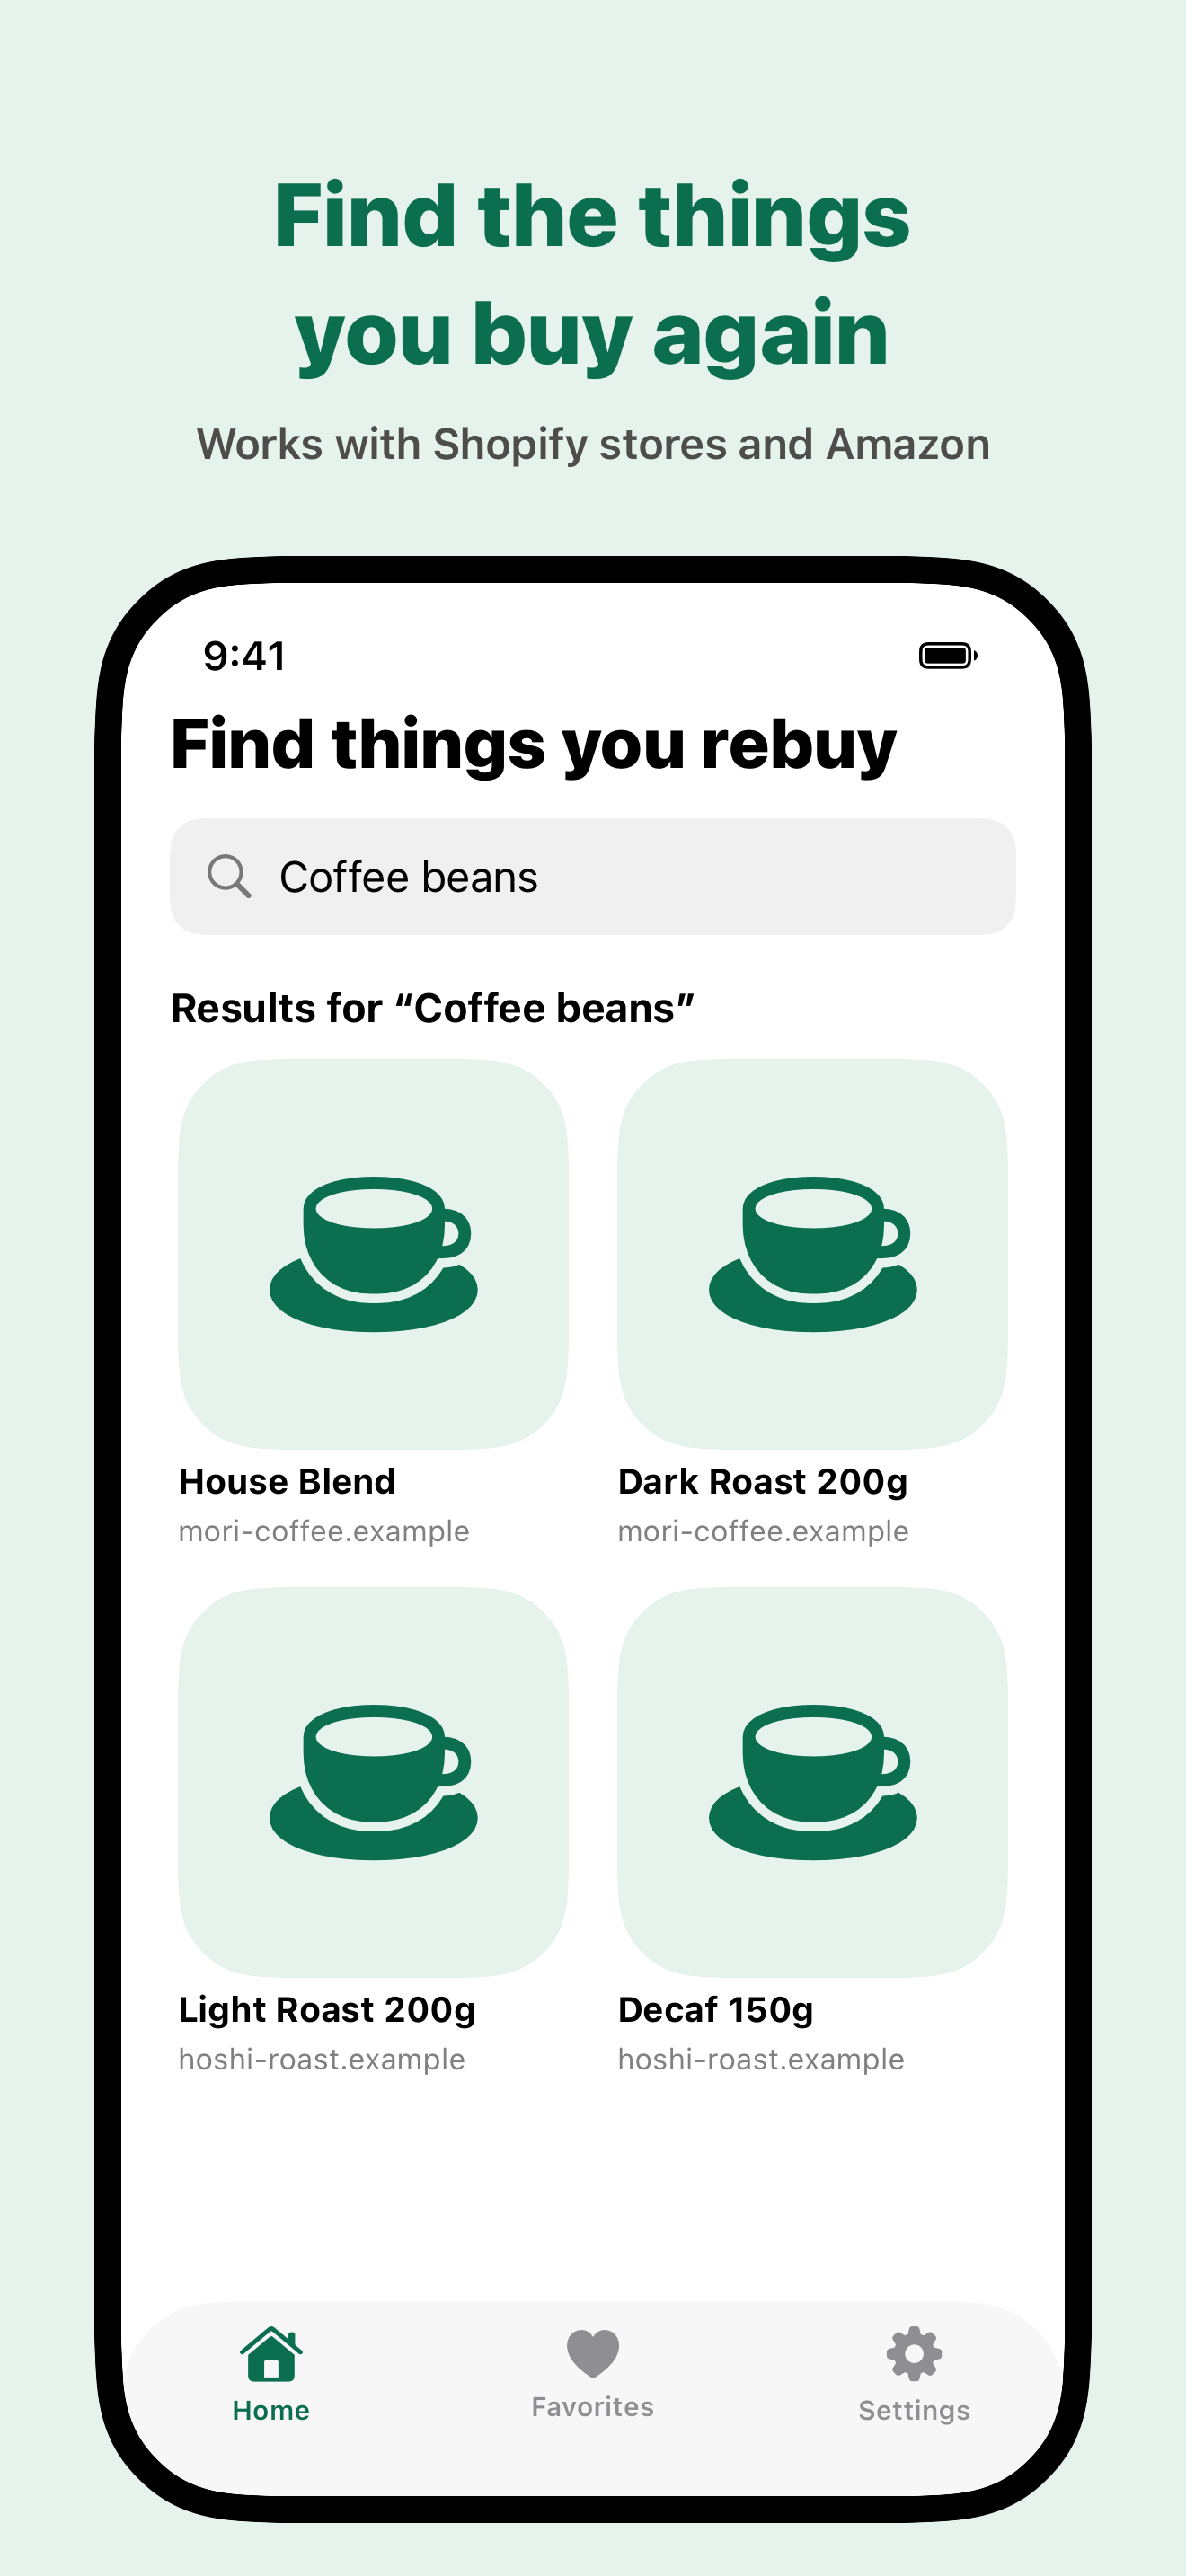 Find the things
you buy again
Works with Shopify stores and Amazon
9:41
Find things you rebuy
Coffee beans
Results for “Coffee beans”
House Blend
mori-coffee.example
Dark Roast 200g
mori-coffee.example
Light Roast 200g
hoshi-roast.example
Decaf 150g
hoshi-roast.example
Home
Favorites
Settings